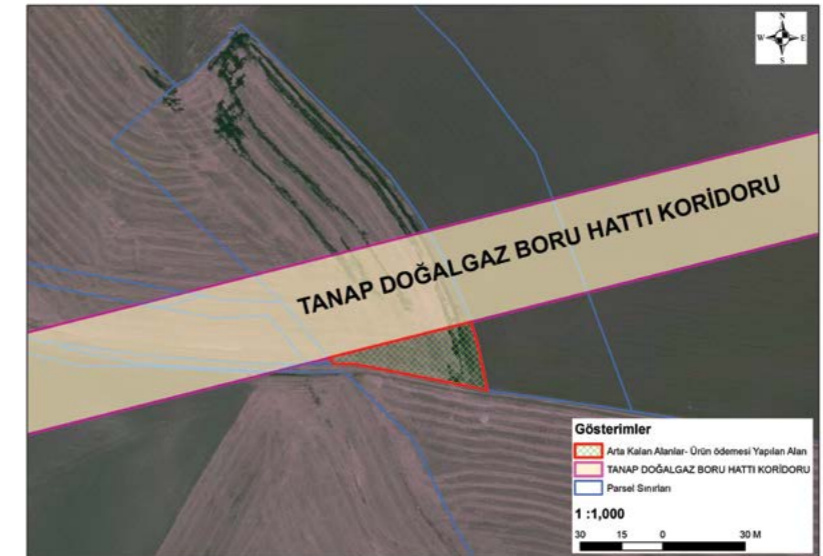 N
W E
S
TANAP DOĞALGAZ BORU HATTI KORİDORU
Gösterimler
Arta Kalan Alanlar- Ürün ödemesi Yapılan Alan
TANAP DOĞALGAZ BORU HATTI KORİDORU
Parsel Sınırları
1 :1,000
30 15 0 30 M